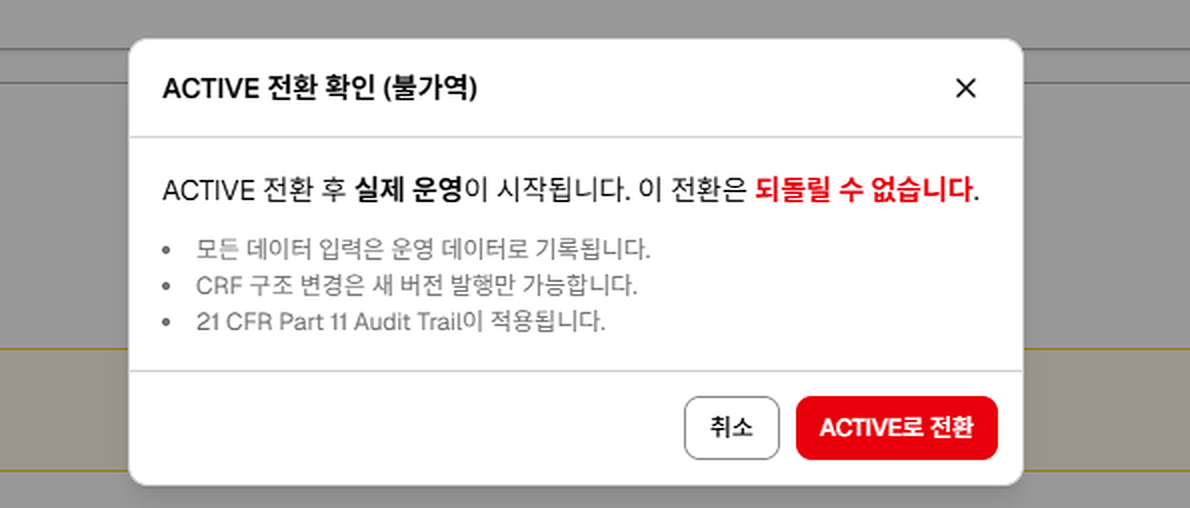 ACTIVE 전환 확인 (불가역)
ACTIVE 전환 후 실제 운영이 시작됩니다. 이 전환은 되돌릴 수 없습니다.
• 모든 데이터 입력은 운영 데이터로 기록됩니다.
• CRF 구조 변경은 새 버전 발행만 가능합니다.
• 21 CFR Part 11 Audit Trail이 적용됩니다.
취소
ACTIVE로 전환